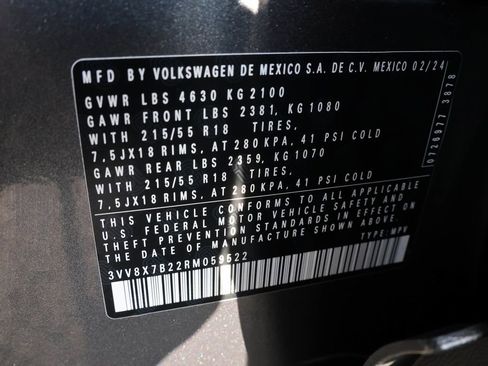 MFD BY VOLKSWAGEN DE MEXICO S.A. DE C.V. MEXICO 02/24
GVWR LBS 4630 KG 2100
GAWR FRONT LBS 2381, KG 1080
WITH 215/55 R18 TIRES,
7,5JX18 RIMS, AT 280 KPA, 41 PSI COLD
GAWR REAR LBS 2359, KG 1070
WITH 215/55 R18 TIRES,
7,5JX18 RIMS, AT 280 KPA, 41 PSI COLD
THIS VEHICLE CONFORMS TO ALL APPLICABLE
U.S. FEDERAL MOTOR VEHICLE SAFETY AND
THEFT PREVENTION STANDARDS IN EFFECT ON
THE DATE OF MANUFACTURE SHOWN ABOVE.
3VV8X7B22RM059522 TYPE: MPV
0726977 3878